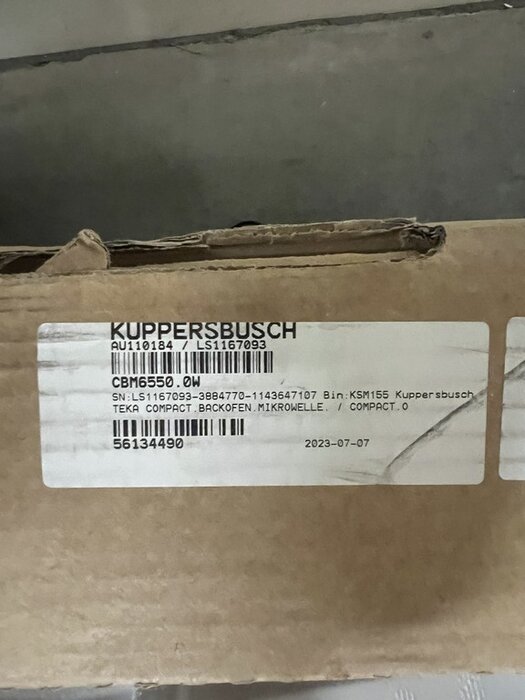 KUPPERSBUSCH
AU110184 / LS1167093
CBM6550.0W
SN:LS1167093-3884770-1143647107 Bin:KSM155 Kuppersbusch
TEKA COMPACT.BACKOFEN.MIKROWELLE. / COMPACT.O
56134490
2023-07-07